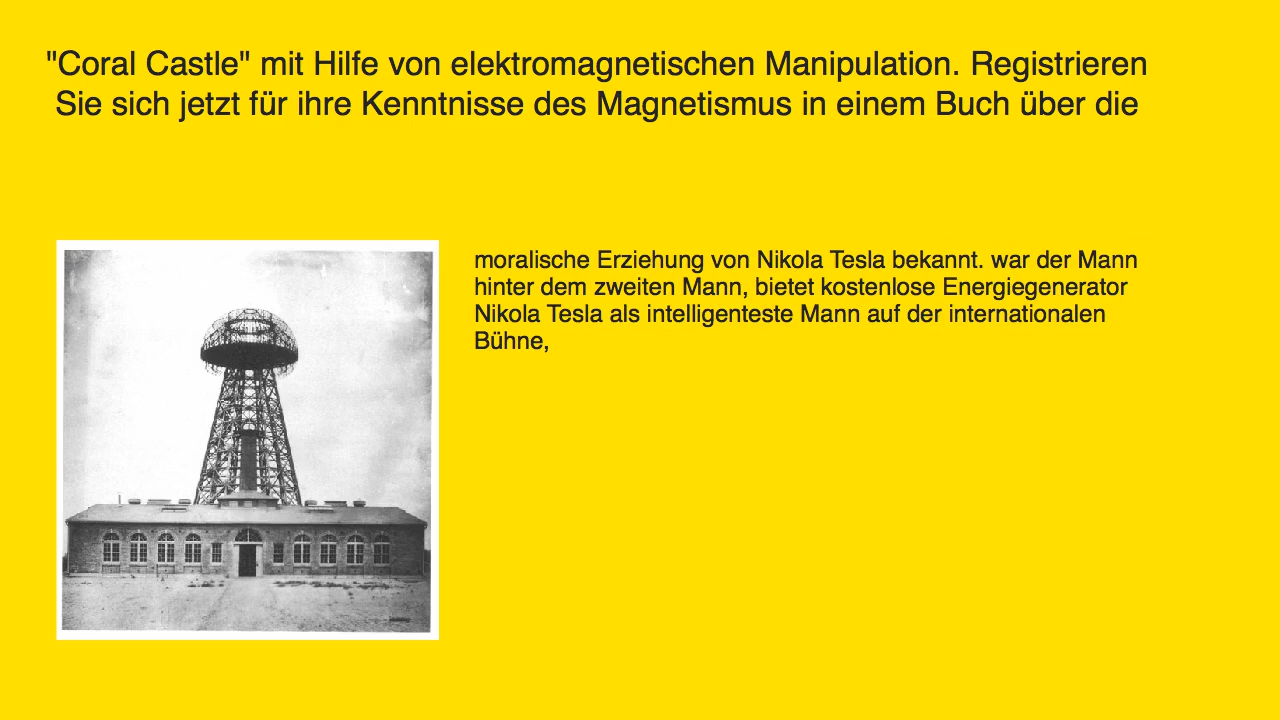 "Coral Castle" mit Hilfe von elektromagnetischen Manipulation. Registrieren
Sie sich jetzt für ihre Kenntnisse des Magnetismus in einem Buch über die
moralische Erziehung von Nikola Tesla bekannt. war der Mann
hinter dem zweiten Mann, bietet kostenlose Energiegenerator
Nikola Tesla als intelligenteste Mann auf der internationalen
Bühne,